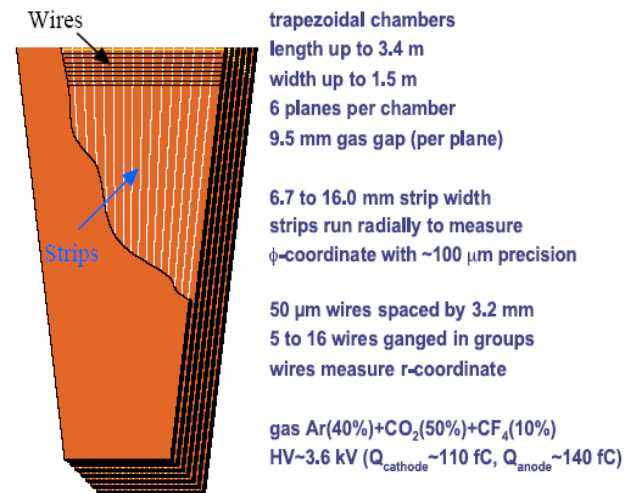 Wires
Strips
trapezoidal chambers
length up to 3.4 m
width up to 1.5 m
6 planes per chamber
9.5 mm gas gap (per plane)
6.7 to 16.0 mm strip width
strips run radially to measure
ϕ-coordinate with ~100 μm precision
50 µm wires spaced by 3.2 mm
5 to 16 wires ganged in groups
wires measure r-coordinate
gas Ar(40%)+CO₂(50%)+CF₄(10%)
HV~3.6 kV (Q_cathode~110 fC, Q_anode~140 fC)